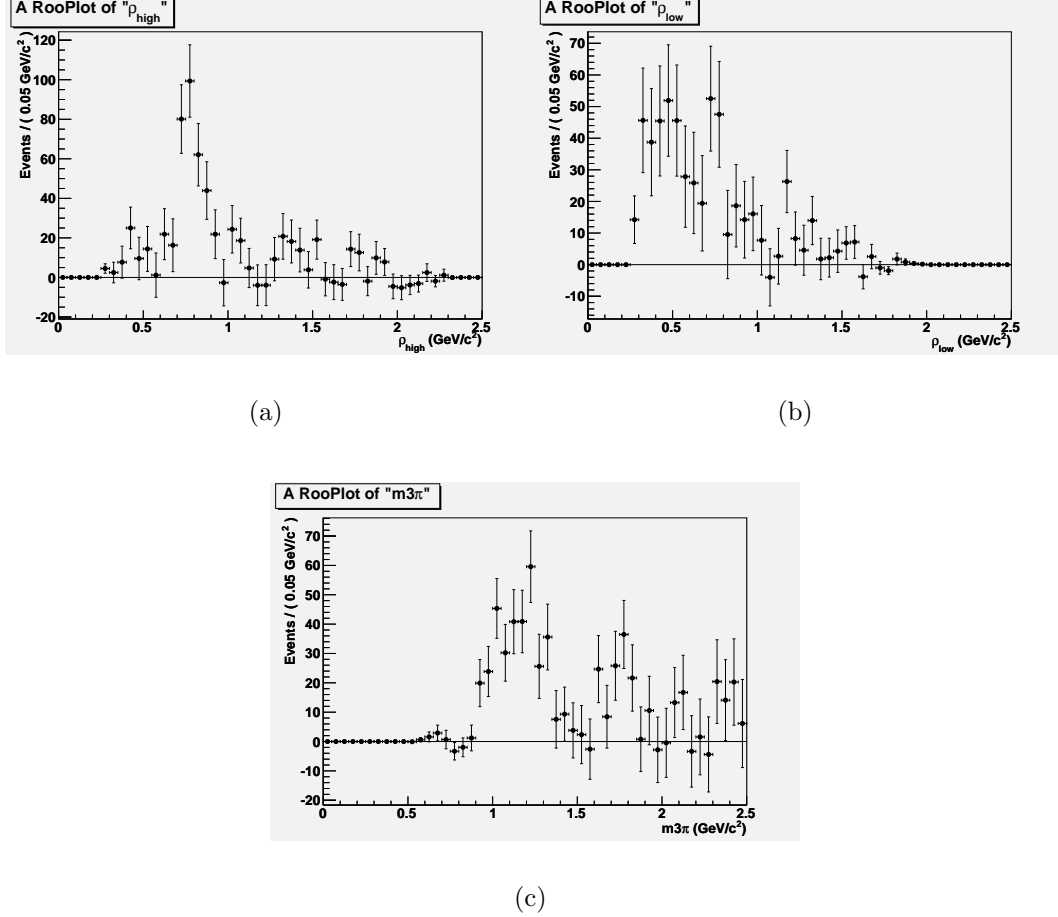 A RooPlot of "ρhigh"
Events / ( 0.05 GeV/c² )
120
100
80
60
40
20
0
-20
0 0.5 1 1.5 2 2.5
ρhigh (GeV/c²)
(a)
A RooPlot of "ρlow"
Events / ( 0.05 GeV/c² )
70
60
50
40
30
20
10
0
-10
0 0.5 1 1.5 2 2.5
ρlow (GeV/c²)
(b)
A RooPlot of "m3π"
Events / ( 0.05 GeV/c² )
70
60
50
40
30
20
10
0
-10
-20
0 0.5 1 1.5 2 2.5
m3π (GeV/c²)
(c)